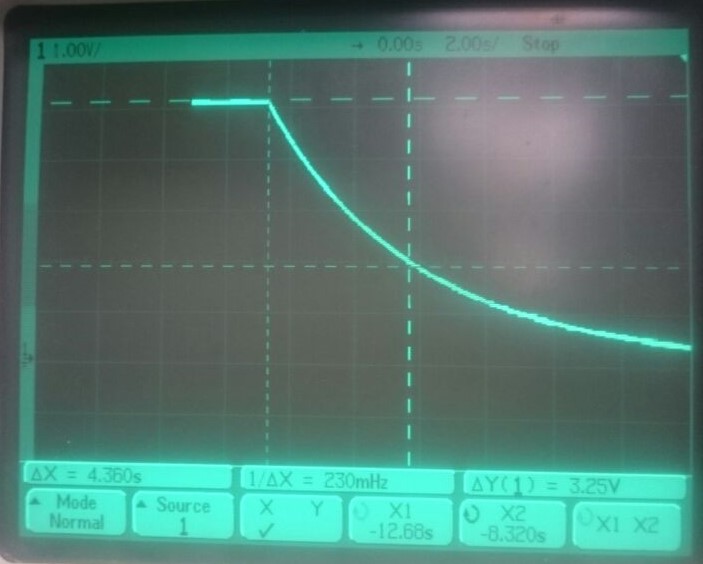 1 1.00V/ → 0.00s 2.00s/ Stop
ΔX = 4.360s 1/ΔX = 230mHz ΔY(1) = 3.25V
Mode Source X Y X1 X2 X1 X2
Normal 1 ✓ -12.68s -8.320s